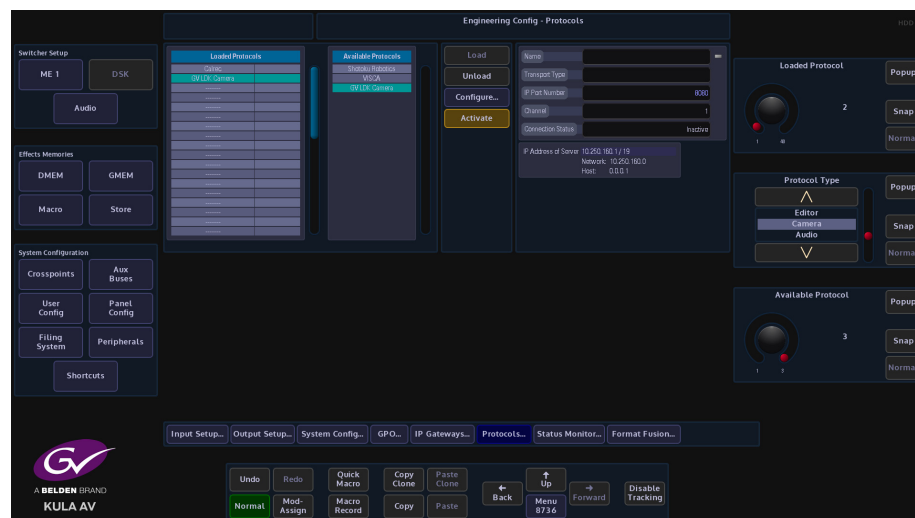 Engineering Config - Protocols
HDD
Switcher Setup
ME 1
DSK
Audio
Effects Memories
DMEM
GMEM
Macro
Store
System Configuration
Crosspoints
Aux
Buses
User
Config
Panel
Config
Filing
System
Peripherals
Shortcuts
Loaded Protocols
Calrec
GV LDK Camera
Available Protocols
Shotoku Robotics
VISCA
GV LDK Camera
Load
Unload
Configure...
Activate
Name
Transport Type
IP Port Number
8080
Channel
1
Connection Status
Inactive
IP Address of Server 10.250.160.1 / 19
Network: 10.250.160.0
Host: 0.0.0.1
Loaded Protocol
2
1
48
Popup
Snap
Norma
Protocol Type
Editor
Camera
Audio
Popup
Snap
Norma
Available Protocol
3
1
3
Popup
Snap
Norma
Input Setup...
Output Setup...
System Config...
GPO...
IP Gateways...
Protocols...
Status Monitor...
Format Fusion...
GV
A BELDEN BRAND
KULA AV
Undo
Redo
Quick
Macro
Copy
Clone
Paste
Clone
Normal
Mod-
Assign
Macro
Record
Copy
Paste
Back
Up
Menu
8736
Forward
Disable
Tracking